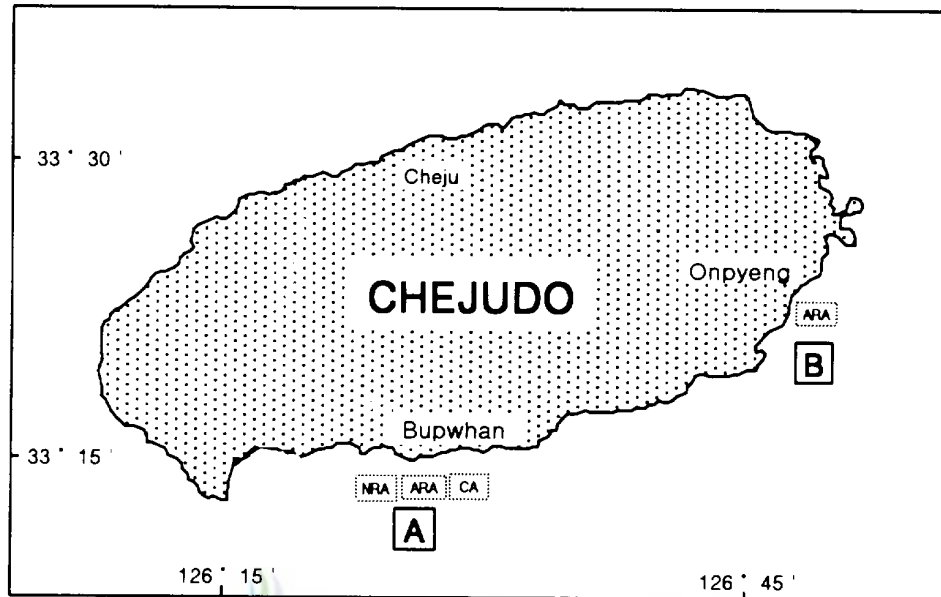 33° 30'
Cheju
Onpyeng
CHEJUDO
ARA
B
Bupwhan
33° 15'
NRA ARA CA
A
126° 15' 126° 45'